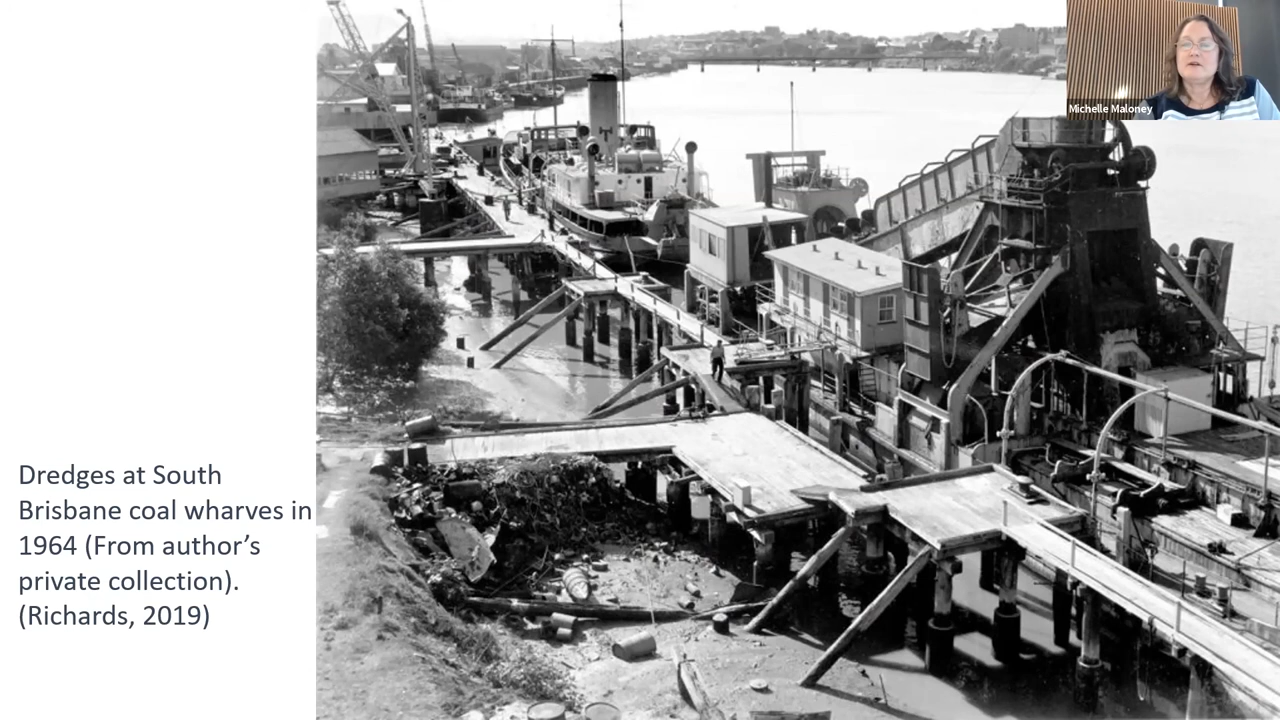 Michelle Maloney
Dredges at South
Brisbane coal wharves in
1964 (From author's
private collection).
(Richards, 2019)